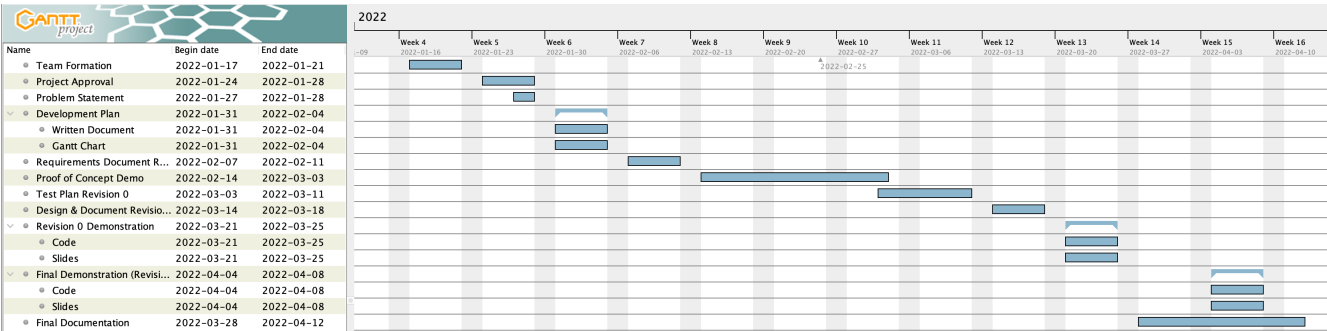 GANTT project
2022
Name Begin date End date
Week 4 Week 5 Week 6 Week 7 Week 8 Week 9 Week 10 Week 11 Week 12 Week 13 Week 14 Week 15 Week 16
-09 2022-01-16 2022-01-23 2022-01-30 2022-02-06 2022-02-13 2022-02-20 2022-02-27 2022-03-06 2022-03-13 2022-03-20 2022-03-27 2022-04-03 2022-04-10
Team Formation 2022-01-17 2022-01-21
2022-02-25
Project Approval 2022-01-24 2022-01-28
Problem Statement 2022-01-27 2022-01-28
Development Plan 2022-01-31 2022-02-04
Written Document 2022-01-31 2022-02-04
Gantt Chart 2022-01-31 2022-02-04
Requirements Document R... 2022-02-07 2022-02-11
Proof of Concept Demo 2022-02-14 2022-03-03
Test Plan Revision 0 2022-03-03 2022-03-11
Design & Document Revisio... 2022-03-14 2022-03-18
Revision 0 Demonstration 2022-03-21 2022-03-25
Code 2022-03-21 2022-03-25
Slides 2022-03-21 2022-03-25
Final Demonstration (Revisi... 2022-04-04 2022-04-08
Code 2022-04-04 2022-04-08
Slides 2022-04-04 2022-04-08
Final Documentation 2022-03-28 2022-04-12